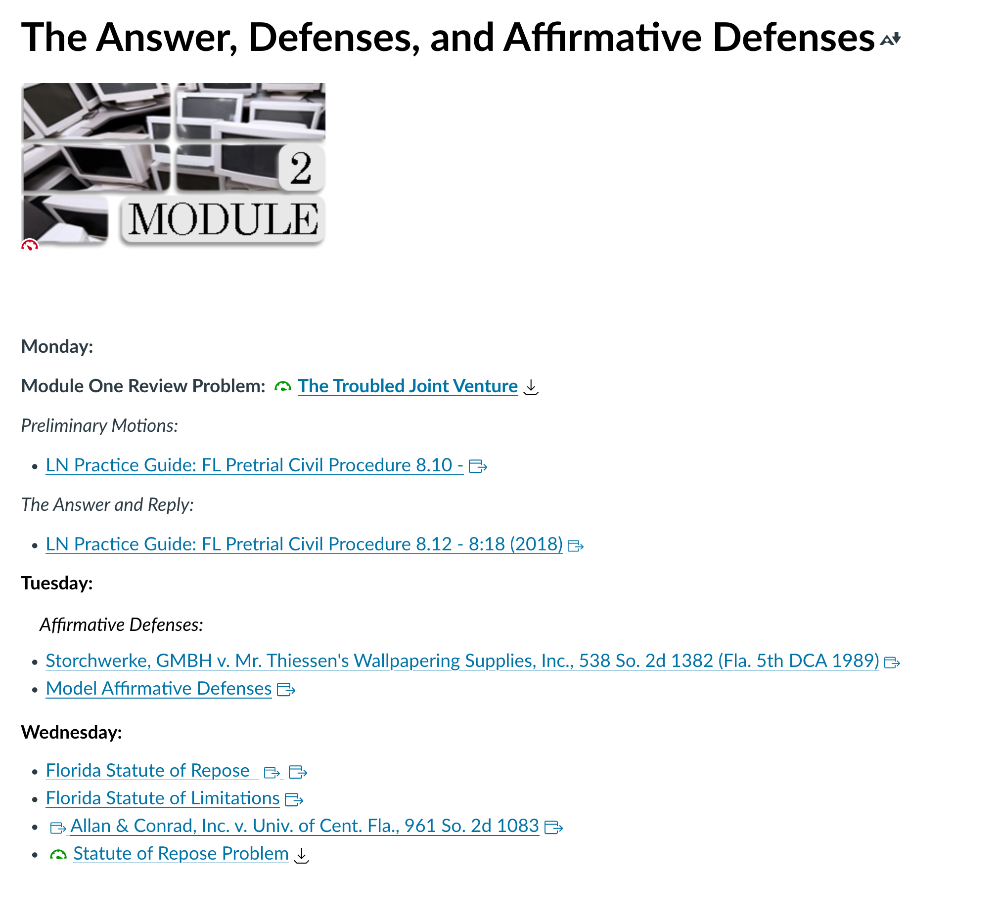 The Answer, Defenses, and Affirmative Defenses
2
MODULE
Monday:
Module One Review Problem: The Troubled Joint Venture
Preliminary Motions:
LN Practice Guide: FL Pretrial Civil Procedure 8.10 -
The Answer and Reply:
LN Practice Guide: FL Pretrial Civil Procedure 8.12 - 8:18 (2018)
Tuesday:
Affirmative Defenses:
Storchwerke, GMBH v. Mr. Thiessen's Wallpapering Supplies, Inc., 538 So. 2d 1382 (Fla. 5th DCA 1989)
Model Affirmative Defenses
Wednesday:
Florida Statute of Repose
Florida Statute of Limitations
Allan & Conrad, Inc. v. Univ. of Cent. Fla., 961 So. 2d 1083
Statute of Repose Problem